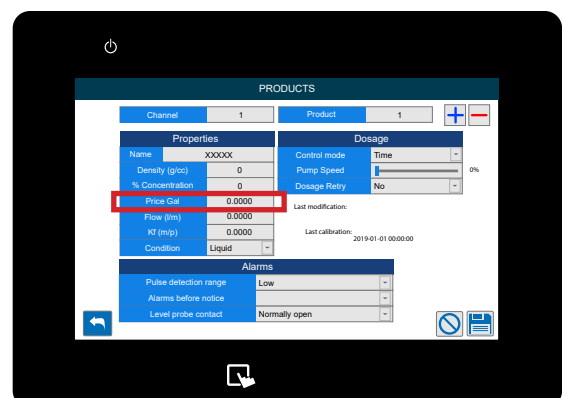 PRODUCTS
Channel 1 Product 1
Properties
Name XXXXX
Density (g/cc) 0
% Concentration 0
Price Gal 0.0000
Flow (l/m) 0.0000
Kf (m/p) 0.0000
Condition Liquid
Dosage
Control mode Time
Pump Speed 0%
Dosage Retry No
Last modification:
Last calibration:
2019-01-01 00:00:00
Alarms
Pulse detection range Low
Alarms before notice
Level probe contact Normally open